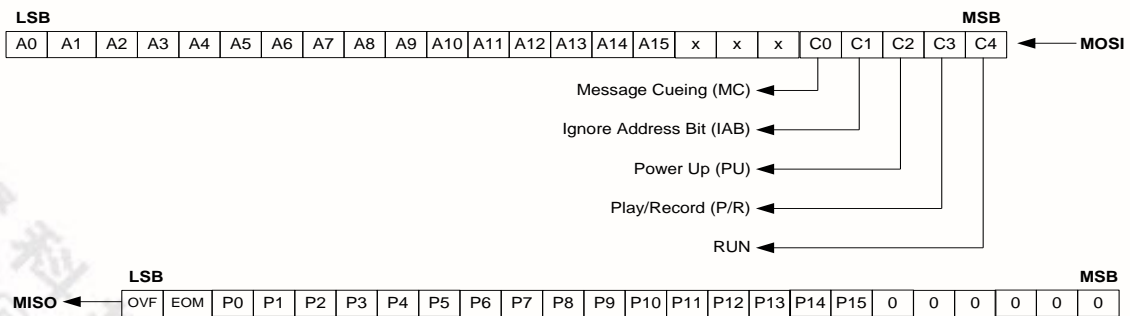 LSB MSB
A0 A1 A2 A3 A4 A5 A6 A7 A8 A9 A10 A11 A12 A13 A14 A15 x x x C0 C1 C2 C3 C4 MOSI
Message Cueing (MC)
Ignore Address Bit (IAB)
Power Up (PU)
Play/Record (P/R)
RUN
LSB MSB
MISO OVF EOM P0 P1 P2 P3 P4 P5 P6 P7 P8 P9 P10 P11 P12 P13 P14 P15 0 0 0 0 0 0